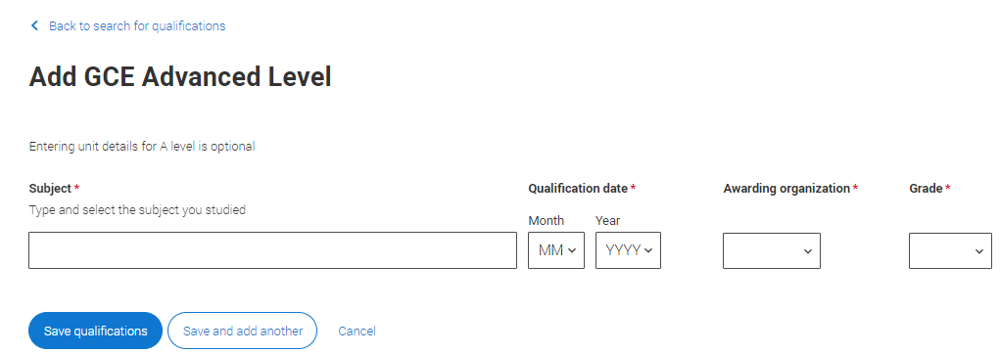 Back to search for qualifications
Add GCE Advanced Level
Entering unit details for A level is optional
Subject * Qualification date * Awarding organization * Grade *
Type and select the subject you studied
Month Year
MM YYYY
Save qualifications Save and add another Cancel